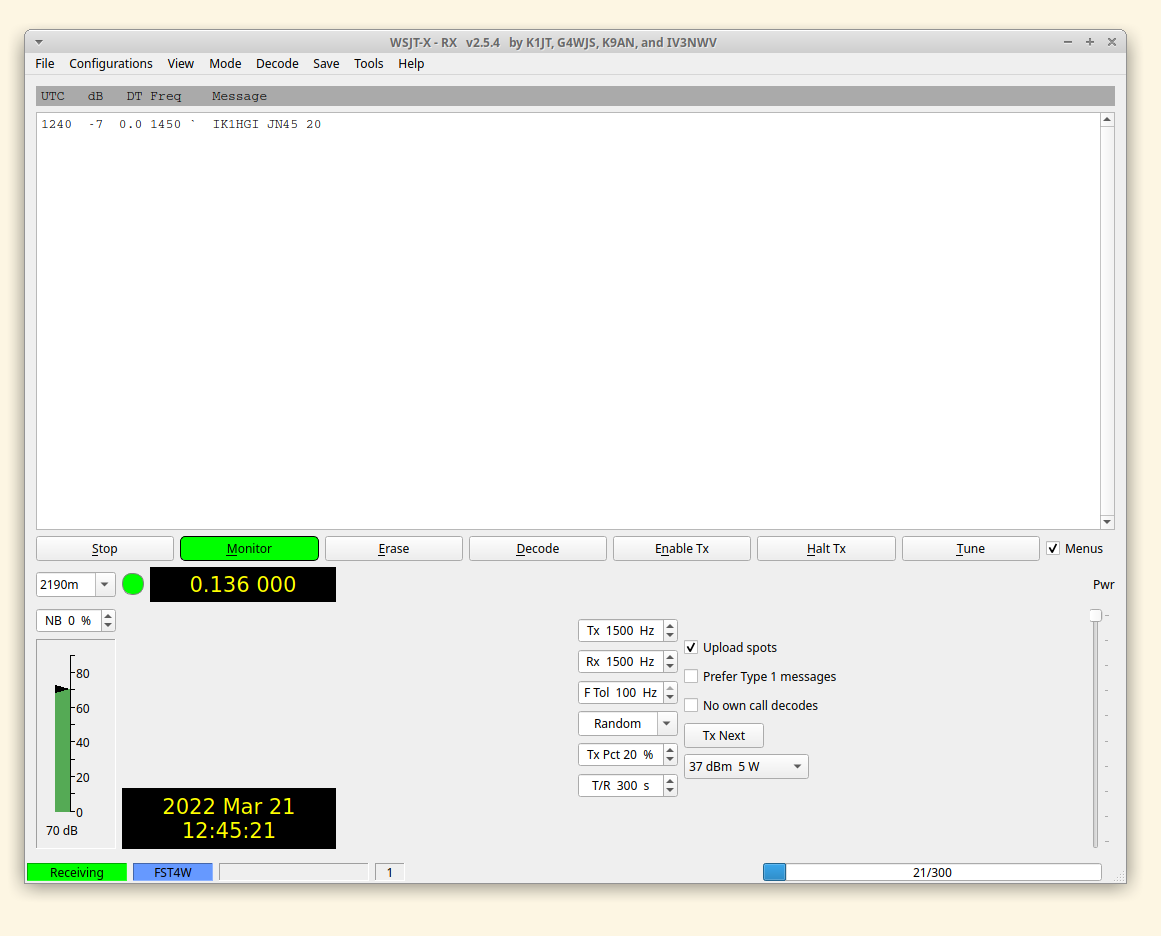 WSJT-X - RX   v2.5.4   by K1JT, G4WJS, K9AN, and IV3NWV
File Configurations View Mode Decode Save Tools Help
UTC dB DT Freq Message
1240 -7 0.0 1450 ` IK1HGI JN45 20
Stop Monitor Erase Decode Enable Tx Halt Tx Tune Menus
2190m 0.136 000 Pwr
NB 0 %
Tx 1500 Hz
Upload spots
Rx 1500 Hz
Prefer Type 1 messages
F Tol 100 Hz
No own call decodes
Random
Tx Next
Tx Pct 20 %
37 dBm 5 W
T/R 300 s
80
60
40
20
0
70 dB
2022 Mar 21
12:45:21
Receiving FST4W 1 21/300